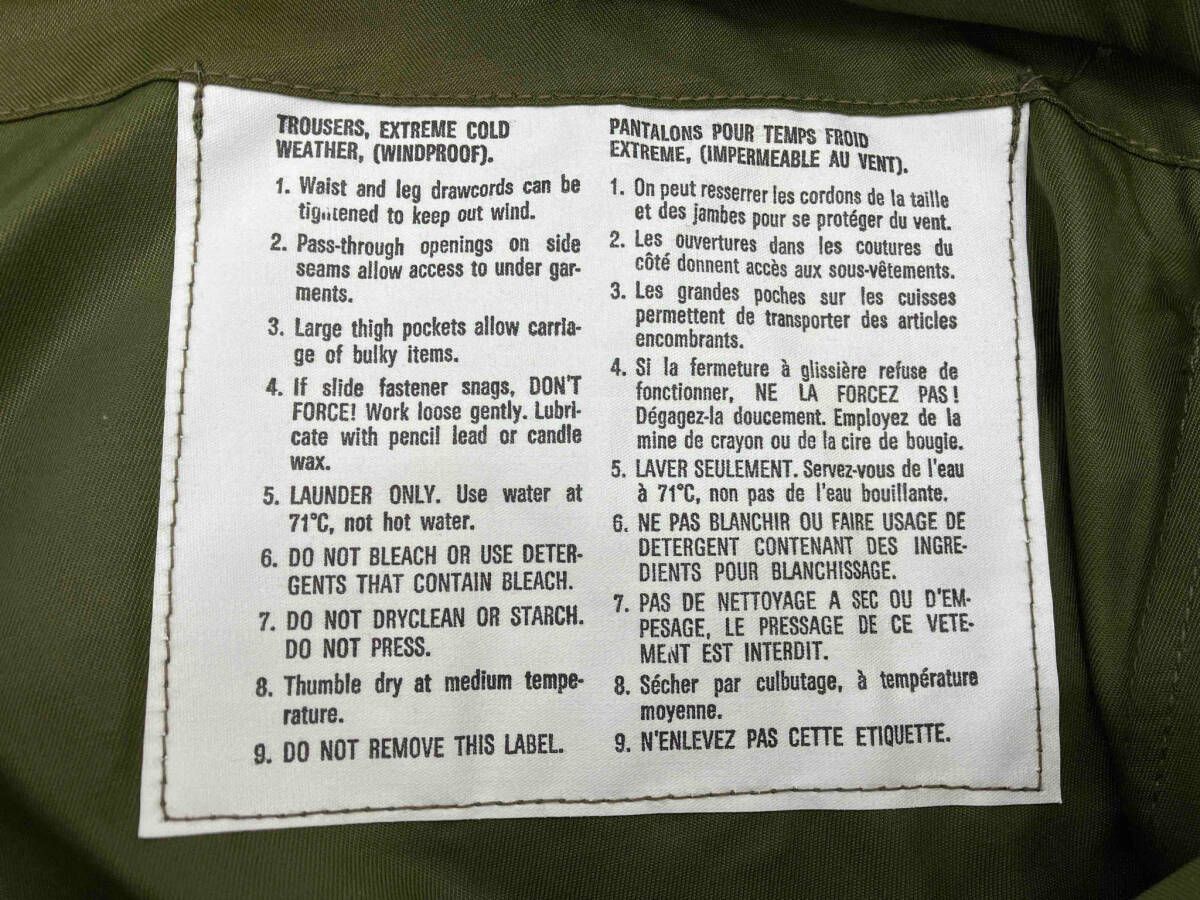 TROUSERS, EXTREME COLD
WEATHER, (WINDPROOF).
1. Waist and leg drawcords can be
tightened to keep out wind.
2. Pass-through openings on side
seams allow access to under gar-
ments.
3. Large thigh pockets allow carria-
ge of bulky items.
4. If slide fastener snags, DON'T
FORCE! Work loose gently. Lubri-
cate with pencil lead or candle
wax.
5. LAUNDER ONLY. Use water at
71°C, not hot water.
6. DO NOT BLEACH OR USE DETER-
GENTS THAT CONTAIN BLEACH.
7. DO NOT DRYCLEAN OR STARCH.
DO NOT PRESS.
8. Thumble dry at medium tempe-
rature.
9. DO NOT REMOVE THIS LABEL.
PANTALONS POUR TEMPS FROID
EXTREME, (IMPERMEABLE AU VENT).
1. On peut resserrer les cordons de la taille
et des jambes pour se protéger du vent.
2. Les ouvertures dans les coutures du
côté donnent accès aux sous-vêtements.
3. Les grandes poches sur les cuisses
permettent de transporter des articles
encombrants.
4. Si la fermeture à glissière refuse de
fonctionner, NE LA FORCEZ PAS!
Dégagez-la doucement. Employez de la
mine de crayon ou de la cire de bougie.
5. LAVER SEULEMENT. Servez-vous de l'eau
à 71°C, non pas de l'eau bouillante.
6. NE PAS BLANCHIR OU FAIRE USAGE DE
DETERGENT CONTENANT DES INGRE-
DIENTS POUR BLANCHISSAGE.
7. PAS DE NETTOYAGE A SEC OU D'EM-
PESAGE, LE PRESSAGE DE CE VETE-
MENT EST INTERDIT.
8. Sécher par culbutage, à température
moyenne.
9. N'ENLEVEZ PAS CETTE ETIQUETTE.